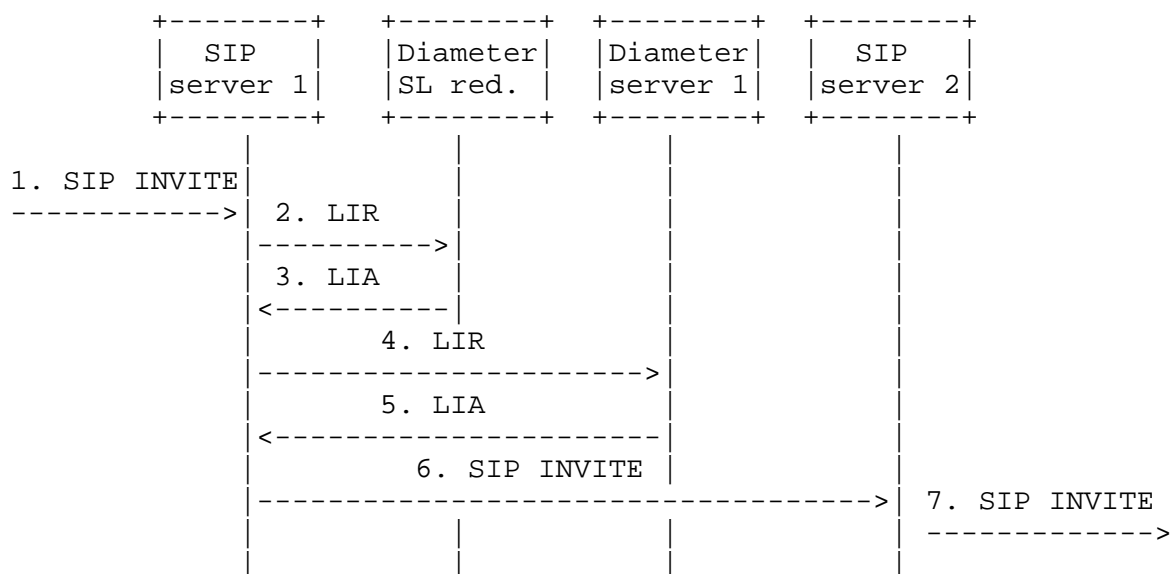 SIP Diameter Diameter SIP
server 1 SL red. server 1 server 2
1. SIP INVITE
2. LIR
3. LIA
4. LIR
5. LIA
6. SIP INVITE
7. SIP INVITE